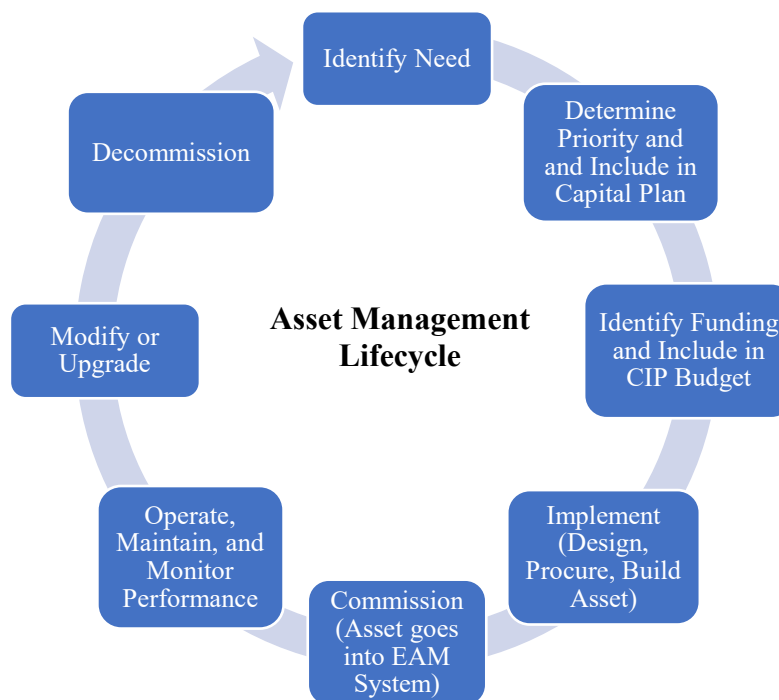 Identify Need
Determine
Priority and
and Include in
Capital Plan
Identify Funding
and Include in
CIP Budget
Implement
(Design,
Procure, Build
Asset)
Commission
(Asset goes
into EAM
System)
Operate,
Maintain, and
Monitor
Performance
Modify or
Upgrade
Decommission
Asset Management
Lifecycle